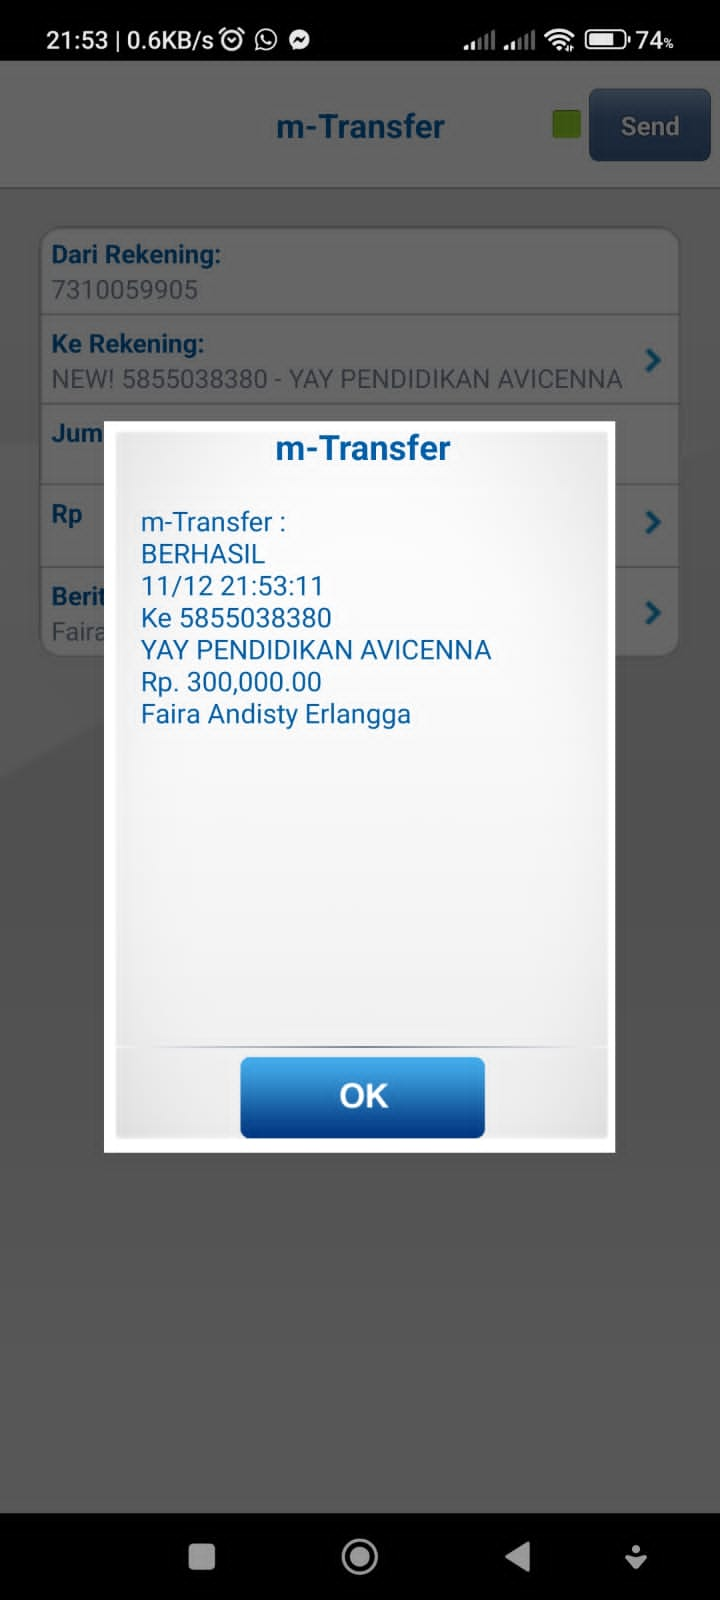 21:53 | 0.6KB/s 74%
m-Transfer Send
Dari Rekening:
7310059905
Ke Rekening:
NEW! 5855038380 - YAY PENDIDIKAN AVICENNA
Jum
Rp
Berit
Faira
m-Transfer
m-Transfer :
BERHASIL
11/12 21:53:11
Ke 5855038380
YAY PENDIDIKAN AVICENNA
Rp. 300,000.00
Faira Andisty Erlangga
OK